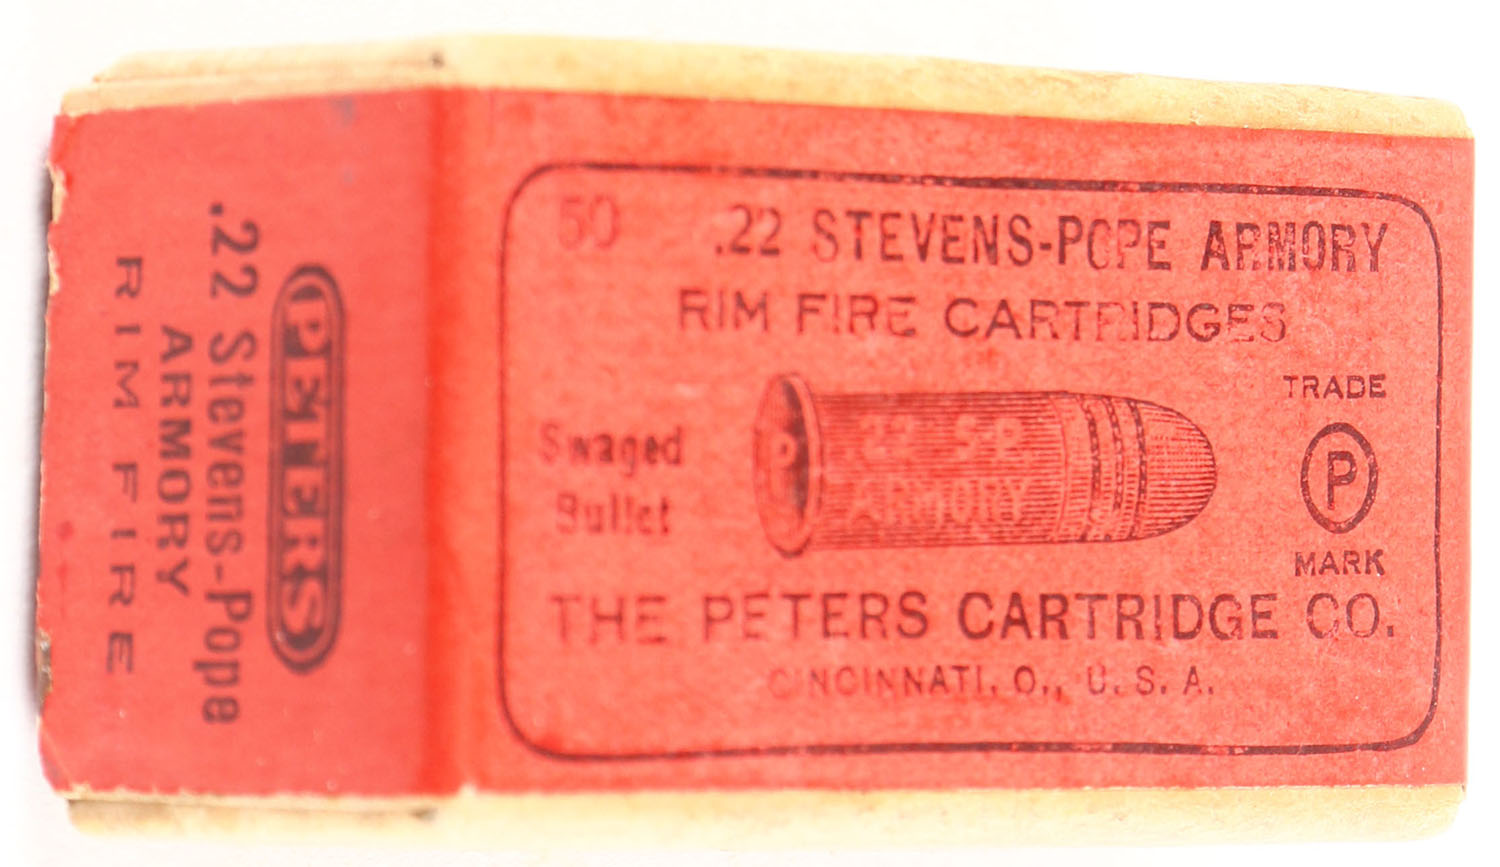 50 .22 STEVENS-POPE ARMORY
RIM FIRE CARTRIDGES
Swaged
Bullet
P
.22 S.P.
ARMORY
TRADE
P
MARK
THE PETERS CARTRIDGE CO.
CINCINNATI, O., U. S. A.
PETERS
.22 Stevens-Pope
ARMORY
RIM FIRE